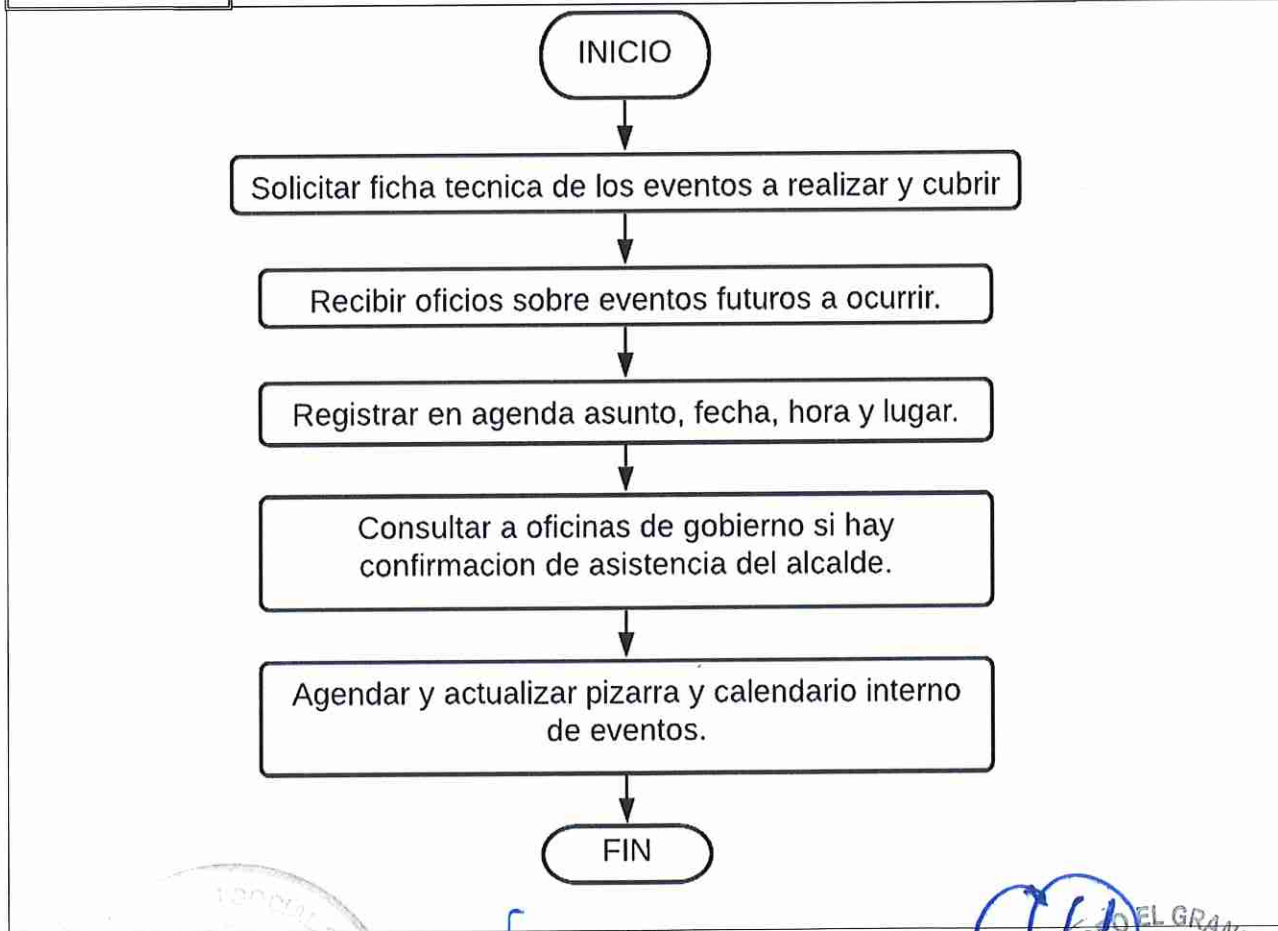 INICIO
Solicitar ficha tecnica de los eventos a realizar y cubrir
Recibir oficios sobre eventos futuros a ocurrir.
Registrar en agenda asunto, fecha, hora y lugar.
Consultar a oficinas de gobierno si hay
confirmacion de asistencia del alcalde.
Agendar y actualizar pizarra y calendario interno
de eventos.
FIN
EL